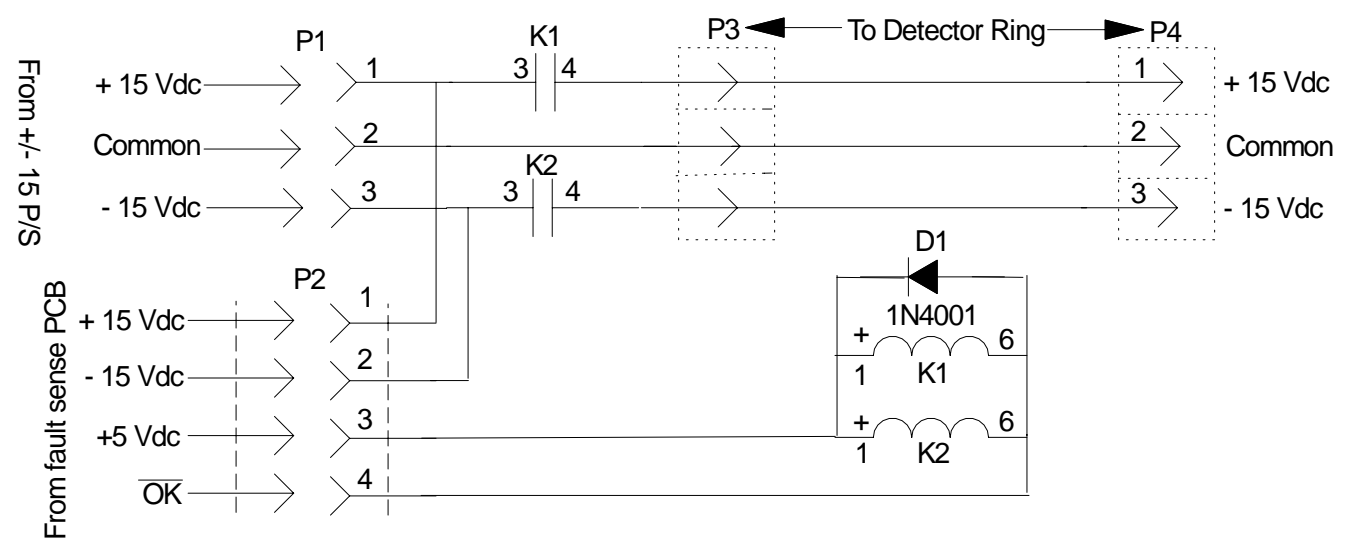 From +/- 15 P/S
P1
K1
P3
To Detector Ring
P4
+ 15 Vdc
1
3
4
1
+ 15 Vdc
Common
2
2
Common
K2
- 15 Vdc
3
3
4
3
- 15 Vdc
From fault sense PCB
P2
D1
1N4001
+ 15 Vdc
1
+
6
1
K1
- 15 Vdc
2
+5 Vdc
3
+
6
1
K2
OK
4